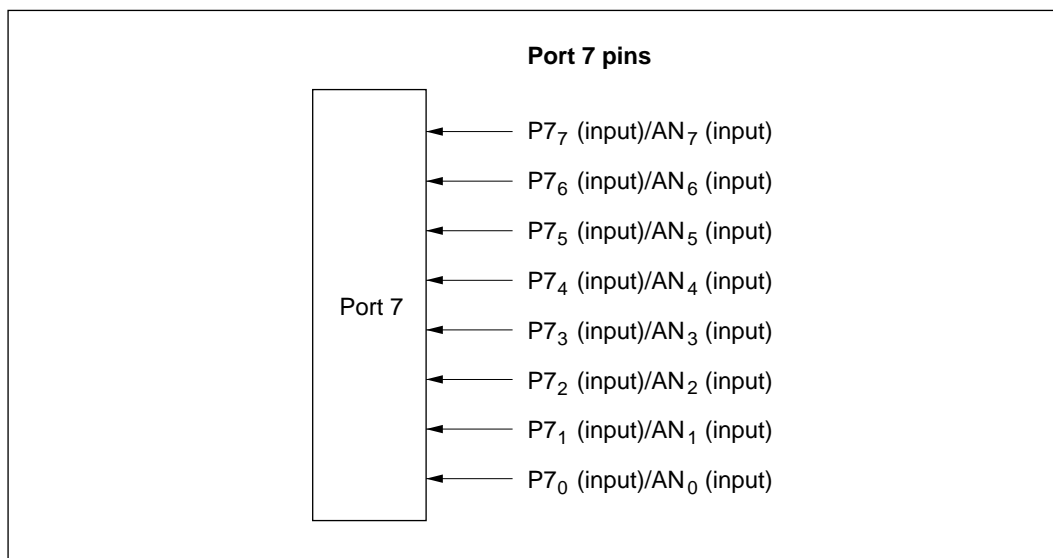 Port 7 pins
P7₇ (input)/AN₇ (input)
P7₆ (input)/AN₆ (input)
P7₅ (input)/AN₅ (input)
P7₄ (input)/AN₄ (input)
Port 7
P7₃ (input)/AN₃ (input)
P7₂ (input)/AN₂ (input)
P7₁ (input)/AN₁ (input)
P7₀ (input)/AN₀ (input)